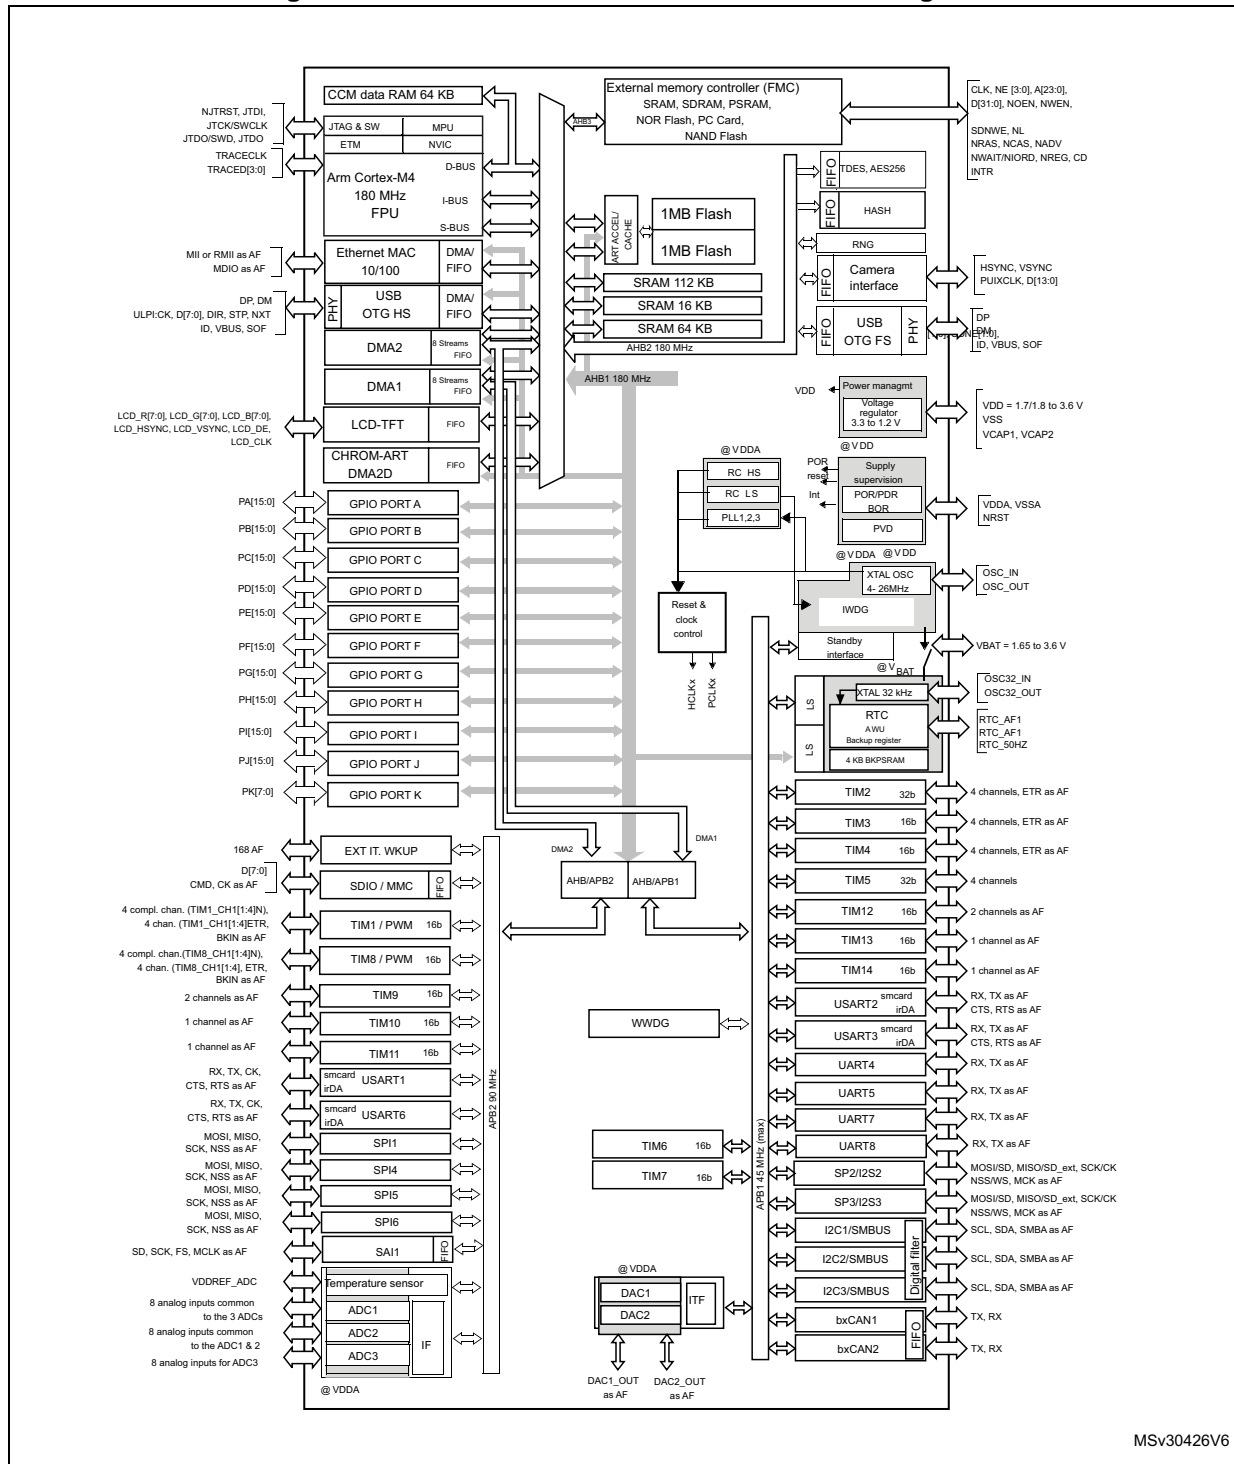 CCM data RAM 64 KB
External memory controller (FMC)
SRAM, SDRAM, PSRAM,
NOR Flash, PC Card,
NAND Flash
AHB3
CLK, NE [3:0], A[23:0],
D[31:0], NOEN, NWEN,
SDNWE, NL
NRAS, NCAS, NADV
NWAIT/NIORD, NREG, CD
INTR
NJTRST, JTDI,
JTCK/SWCLK
JTDO/SWD, JTDO
TRACECLK
TRACED[3:0]
JTAG & SW
MPU
ETM
NVIC
Arm Cortex-M4
180 MHz
FPU
D-BUS
I-BUS
S-BUS
ART ACCEL/
CACHE
1MB Flash
1MB Flash
SRAM 112 KB
SRAM 16 KB
SRAM 64 KB
AHB2 180 MHz
AHB1 180 MHz
FIFO
TDES, AES256
FIFO
HASH
RNG
FIFO
Camera
interface
HSYNC, VSYNC
PUIXCLK, D[13:0]
FIFO
USB
OTG FS
PHY
DP
DM
ID, VBUS, SOF
MII or RMII as AF
MDIO as AF
Ethernet MAC
10/100
DMA/
FIFO
DP, DM
ULPI:CK, D[7:0], DIR, STP, NXT
ID, VBUS, SOF
PHY
USB
OTG HS
DMA/
FIFO
DMA2
8 Streams
FIFO
DMA1
8 Streams
FIFO
LCD_R[7:0], LCD_G[7:0], LCD_B[7:0],
LCD_HSYNC, LCD_VSYNC, LCD_DE,
LCD_CLK
LCD-TFT
FIFO
CHROM-ART
DMA2D
FIFO
VDD
Power managmt
Voltage
regulator
3.3 to 1.2 V
@ VDD
VDD = 1.7/1.8 to 3.6 V
VSS
VCAP1, VCAP2
@ VDDA
RC HS
RC LS
PLL1,2,3
POR
reset
Int
Supply
supervision
POR/PDR
BOR
PVD
VDDA, VSSA
NRST
@ VDDA
@ VDD
XTAL OSC
4- 26MHz
OSC_IN
OSC_OUT
IWDG
Standby
interface
VBAT = 1.65 to 3.6 V
@ VBAT
Reset &
clock
control
HCLKx
PCLKx
LS
LS
XTAL 32 kHz
RTC
AWU
Backup register
4 KB BKPSRAM
OSC32_IN
OSC32_OUT
RTC_AF1
RTC_AF1
RTC_50HZ
PA[15:0]
GPIO PORT A
PB[15:0]
GPIO PORT B
PC[15:0]
GPIO PORT C
PD[15:0]
GPIO PORT D
PE[15:0]
GPIO PORT E
PF[15:0]
GPIO PORT F
PG[15:0]
GPIO PORT G
PH[15:0]
GPIO PORT H
PI[15:0]
GPIO PORT I
PJ[15:0]
GPIO PORT J
PK[7:0]
GPIO PORT K
DMA2
DMA1
AHB/APB2
AHB/APB1
168 AF
EXT IT. WKUP
D[7:0]
CMD, CK as AF
SDIO / MMC
FIFO
4 compl. chan. (TIM1_CH1[1:4]N),
4 chan. (TIM1_CH1[1:4]ETR,
BKIN as AF
TIM1 / PWM
16b
4 compl. chan.(TIM8_CH1[1:4]N),
4 chan. (TIM8_CH1[1:4], ETR,
BKIN as AF
TIM8 / PWM
16b
2 channels as AF
TIM9
16b
1 channel as AF
TIM10
16b
1 channel as AF
TIM11
16b
RX, TX, CK,
CTS, RTS as AF
smcard
irDA
USART1
RX, TX, CK,
CTS, RTS as AF
smcard
irDA
USART6
MOSI, MISO,
SCK, NSS as AF
SPI1
MOSI, MISO,
SCK, NSS as AF
SPI4
MOSI, MISO,
SCK, NSS as AF
SPI5
MOSI, MISO,
SCK, NSS as AF
SPI6
SD, SCK, FS, MCLK as AF
SAI1
FIFO
VDDREF_ADC
Temperature sensor
8 analog inputs common
to the 3 ADCs
ADC1
8 analog inputs common
to the ADC1 & 2
ADC2
8 analog inputs for ADC3
ADC3
IF
@ VDDA
APB2 90 MHz
WWDG
TIM6
16b
TIM7
16b
@ VDDA
DAC1
DAC2
ITF
DAC1_OUT
as AF
DAC2_OUT
as AF
APB1 45 MHz (max)
TIM2
32b
4 channels, ETR as AF
TIM3
16b
4 channels, ETR as AF
TIM4
16b
4 channels, ETR as AF
TIM5
32b
4 channels
TIM12
16b
2 channels as AF
TIM13
16b
1 channel as AF
TIM14
16b
1 channel as AF
USART2
smcard
irDA
RX, TX as AF
CTS, RTS as AF
USART3
smcard
irDA
RX, TX as AF
CTS, RTS as AF
UART4
RX, TX as AF
UART5
RX, TX as AF
UART7
RX, TX as AF
UART8
RX, TX as AF
SP2/I2S2
MOSI/SD, MISO/SD_ext, SCK/CK
NSS/WS, MCK as AF
SP3/I2S3
MOSI/SD, MISO/SD_ext, SCK/CK
NSS/WS, MCK as AF
I2C1/SMBUS
SCL, SDA, SMBA as AF
I2C2/SMBUS
SCL, SDA, SMBA as AF
I2C3/SMBUS
SCL, SDA, SMBA as AF
Digital filter
bxCAN1
TX, RX
bxCAN2
TX, RX
FIFO
MSv30426V6